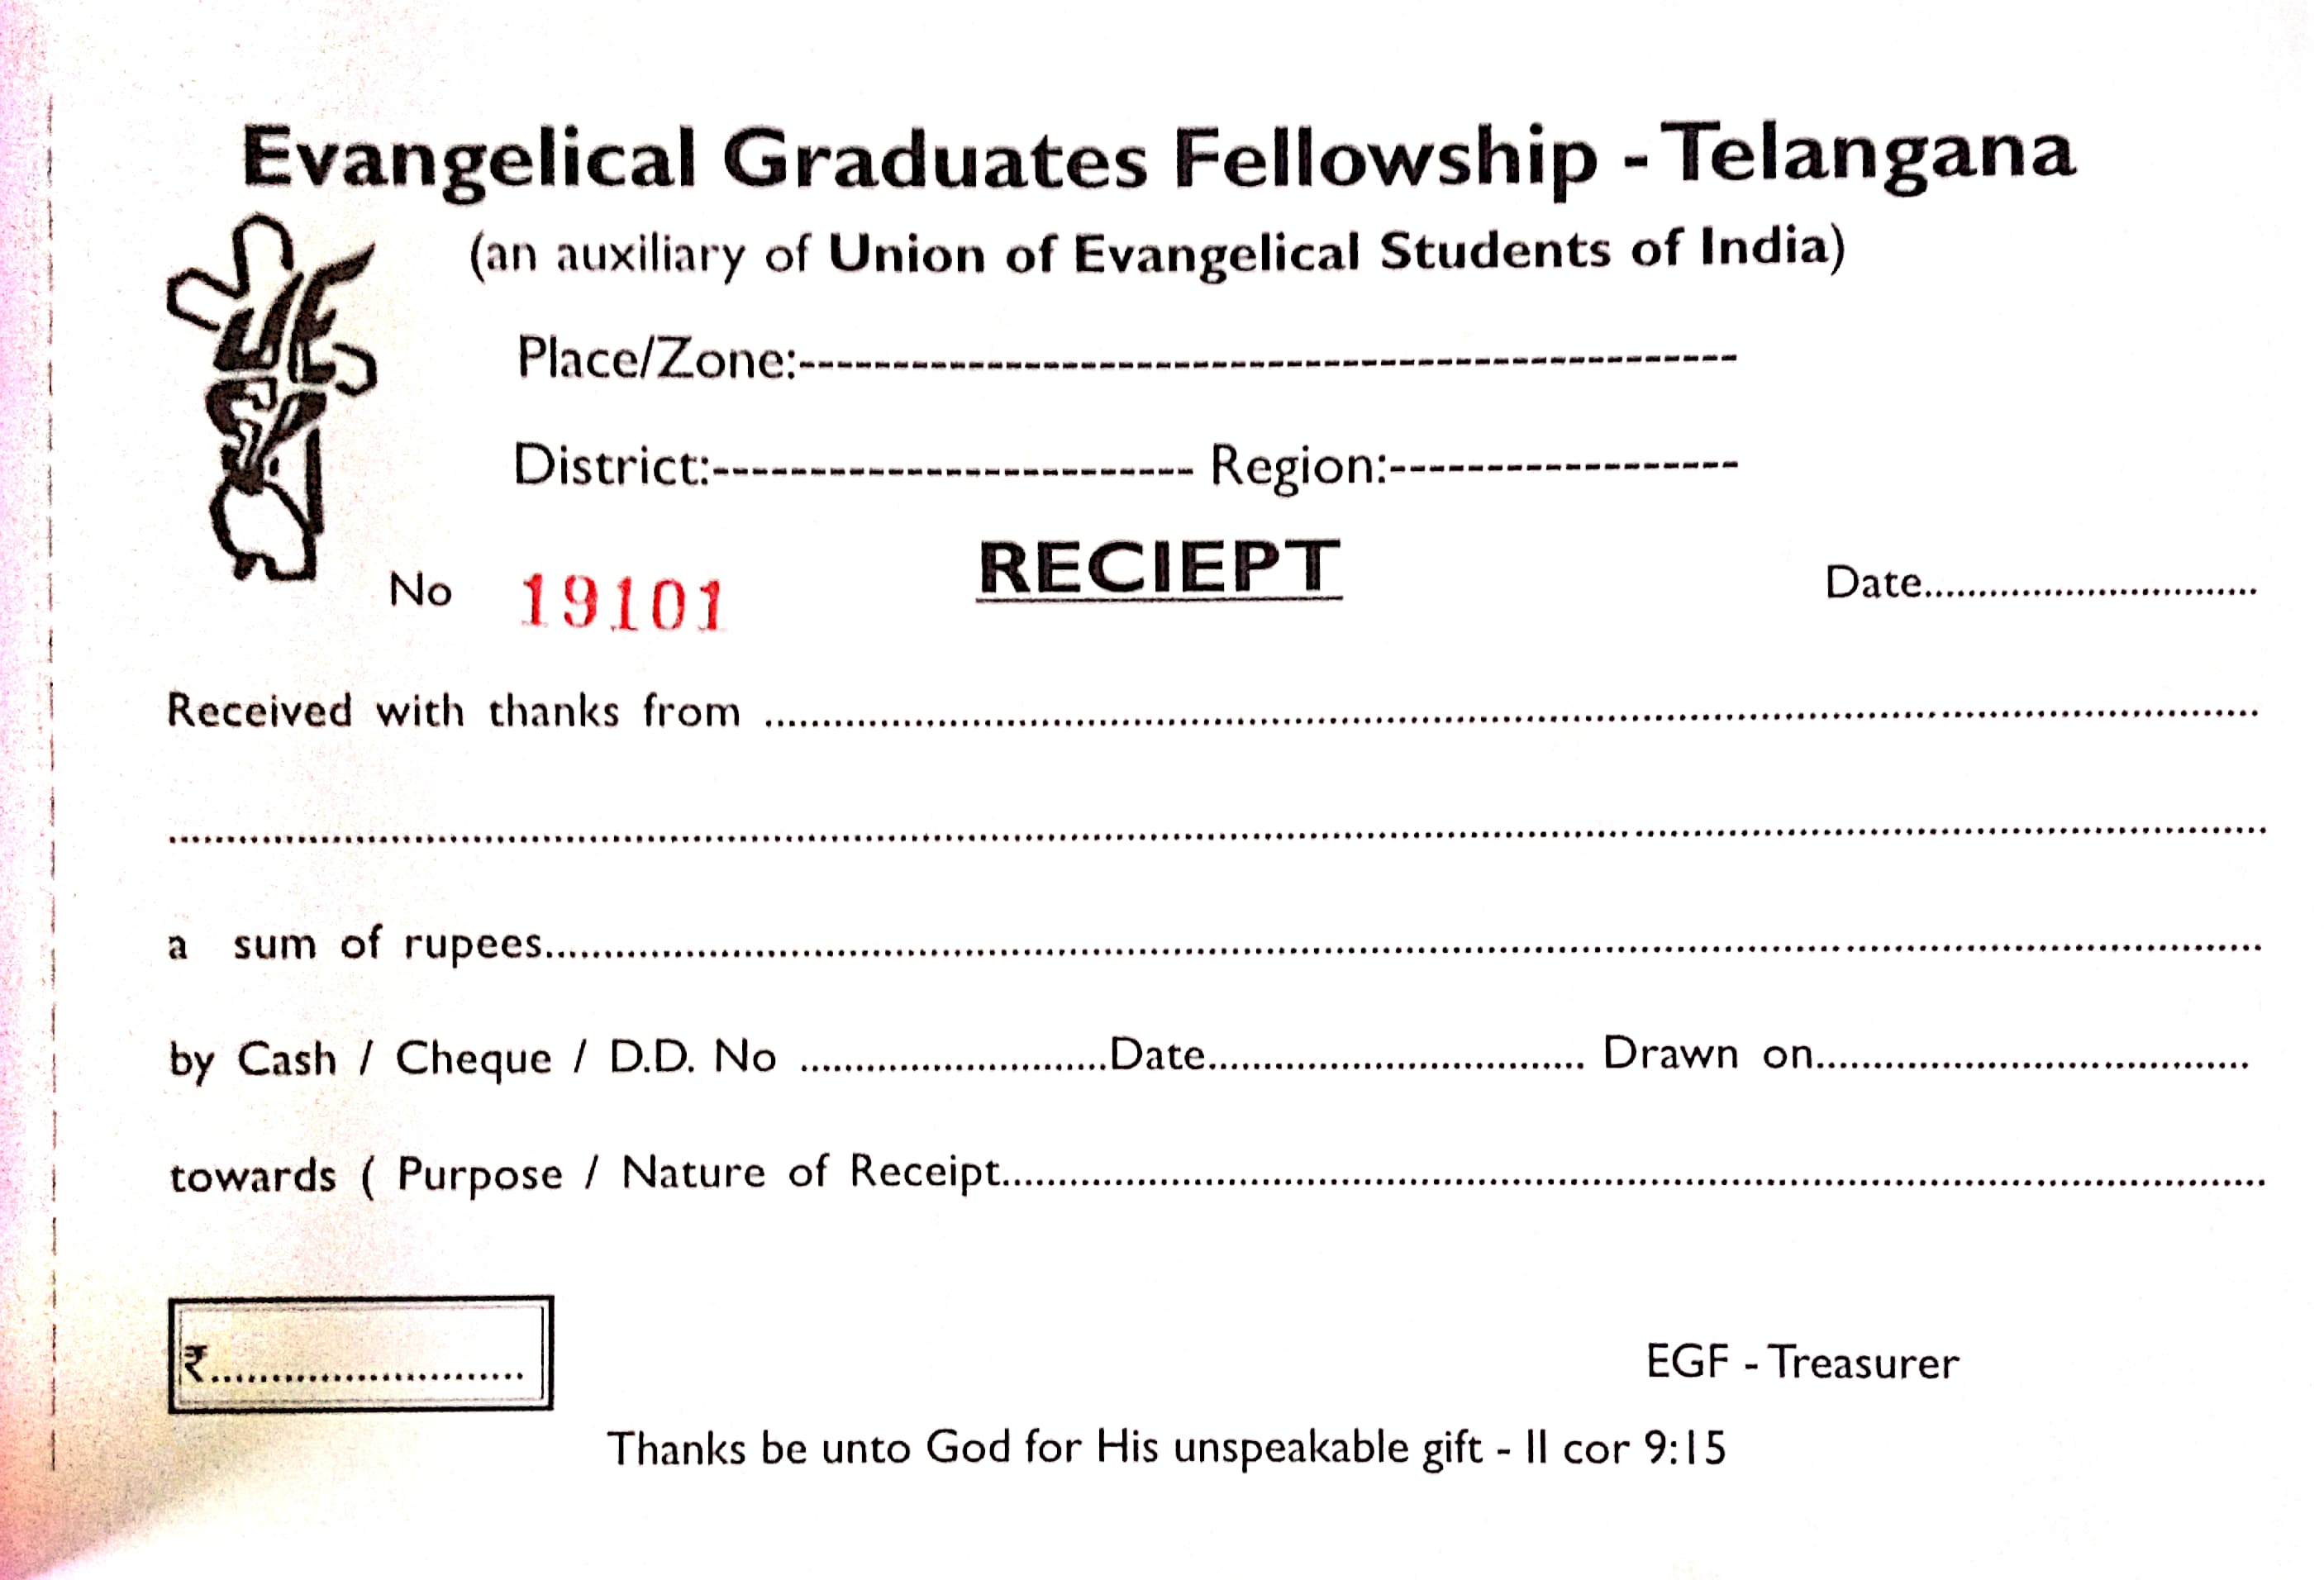 Evangelical Graduates Fellowship - Telangana
(an auxiliary of Union of Evangelical Students of India)
UESI
Place/Zone:--------------------------------------------------
District:------------------------- Region:------------------
No 19101 RECIEPT Date...............................
Received with thanks from ................................................................................
................................................................................
a sum of rupees................................................................................
by Cash / Cheque / D.D. No ............................Date.................................. Drawn on.......................................
towards ( Purpose / Nature of Receipt................................................................................
₹..........................
EGF - Treasurer
Thanks be unto God for His unspeakable gift - II cor 9:15